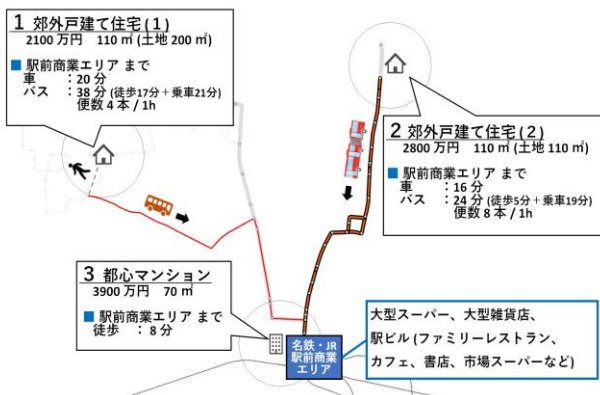 1 郊外戸建て住宅(1)
2100 万円 110 ㎡ (土地 200 ㎡)
■ 駅前商業エリア まで
車 :20 分
バス :38 分 (徒歩17分＋乗車21分)
便数 4 本 / 1h
2 郊外戸建て住宅(2)
2800 万円 110 ㎡ (土地 110 ㎡)
■ 駅前商業エリア まで
車 :16 分
バス :24 分 (徒歩5分＋乗車19分)
便数 8 本 / 1h
3 都心マンション
3900 万円 70 ㎡
■ 駅前商業エリア まで
徒歩 :8 分
名鉄・JR
駅前商業
エリア
大型スーパー、大型雑貨店、
駅ビル (ファミリーレストラン、
カフェ、書店、市場スーパーなど)